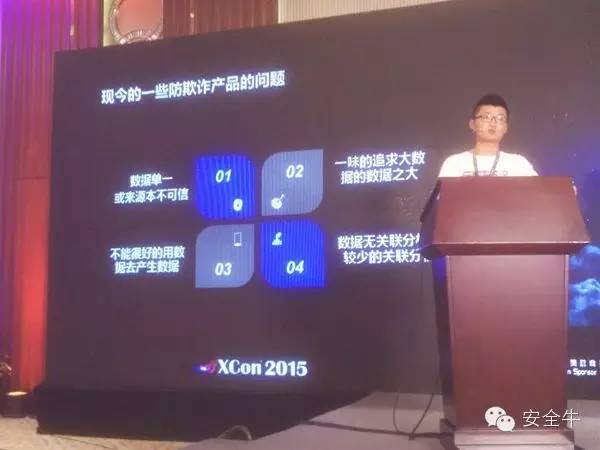 现今的一些防欺诈产品的问题
数据单一
或来源本不可信
01
02
一味的追求大数
据的数据之大
不能很好的用数
据去产生数据
03
04
数据无关联分
较少的关联分
XCon 2015
Sponsor
安全牛